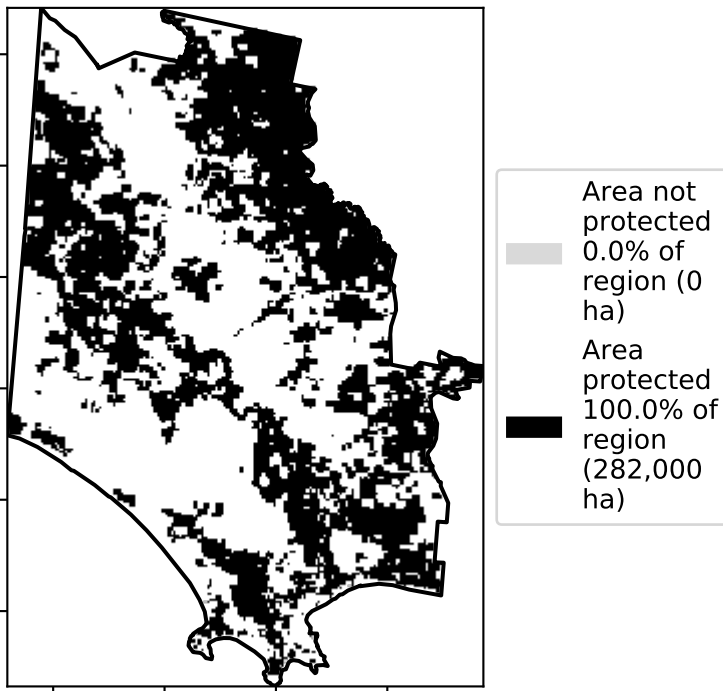 Area not
protected
0.0% of
region (0
ha)
Area
protected
100.0% of
region
(282,000
ha)